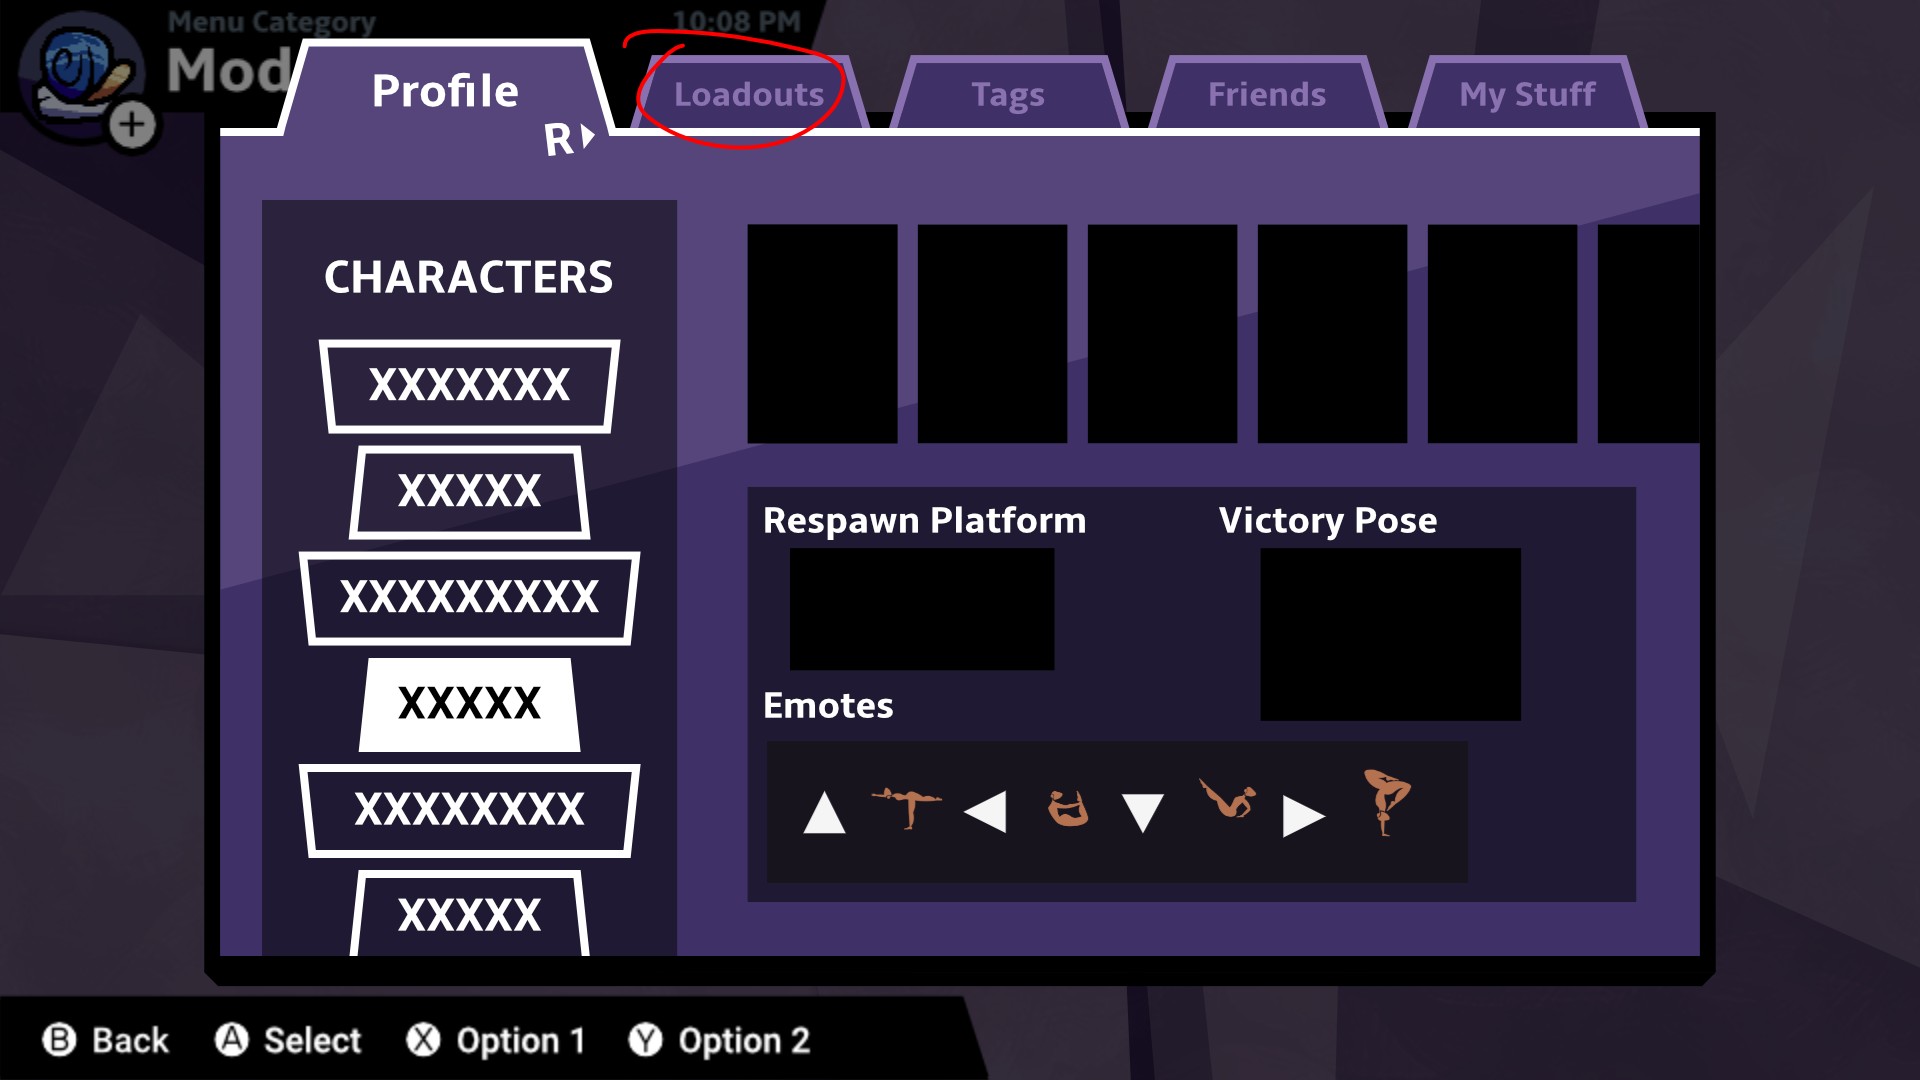 Menu Category
10:08 PM
Mod
Profile
R
Loadouts
Tags
Friends
My Stuff
CHARACTERS
XXXXXXX
XXXXX
XXXXXXXXX
XXXXX
XXXXXXXX
XXXXX
Respawn Platform
Victory Pose
Emotes
B Back
A Select
X Option 1
Y Option 2